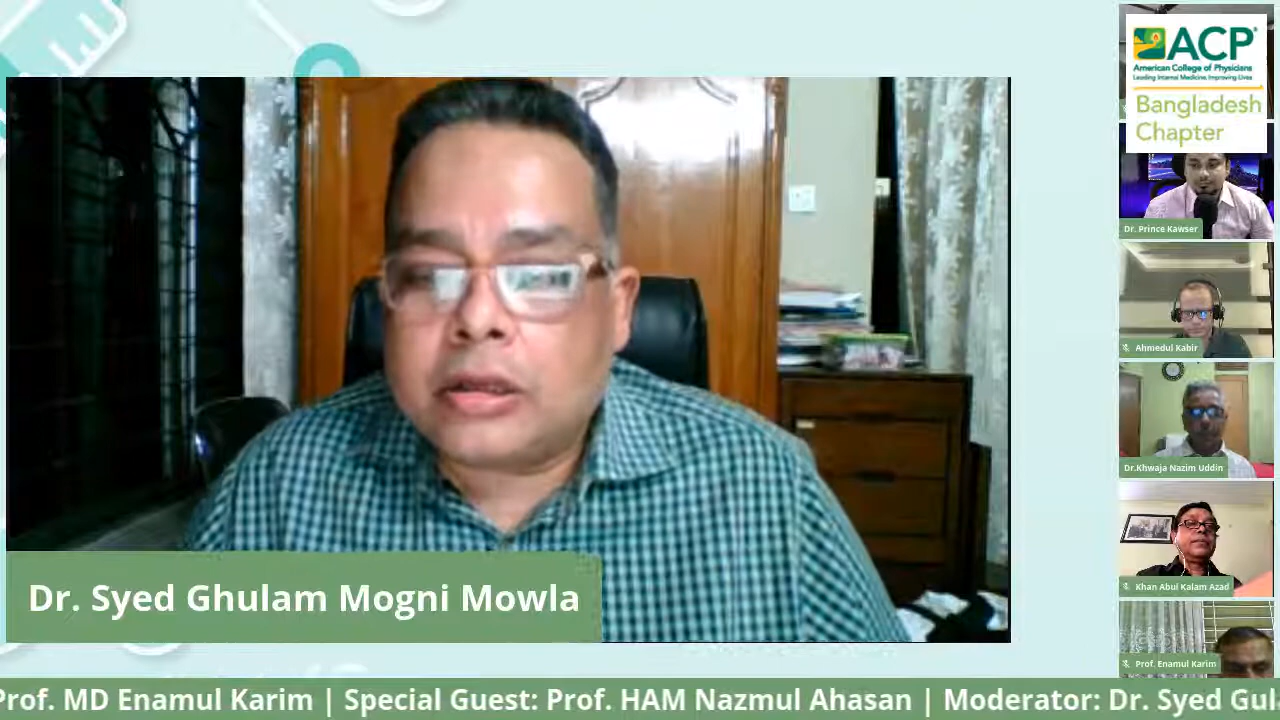 ACP
American College of Physicians
Leading Internal Medicine, Improving Lives
Bangladesh
Chapter
Dr. Prince Kawser
Ahmedul Kabir
Dr.Khwaja Nazim Uddin
Khan Abul Kalam Azad
Prof. Enamul Karim
Dr. Syed Ghulam Mogni Mowla
Prof. MD Enamul Karim | Special Guest: Prof. HAM Nazmul Ahasan | Moderator: Dr. Syed Gul